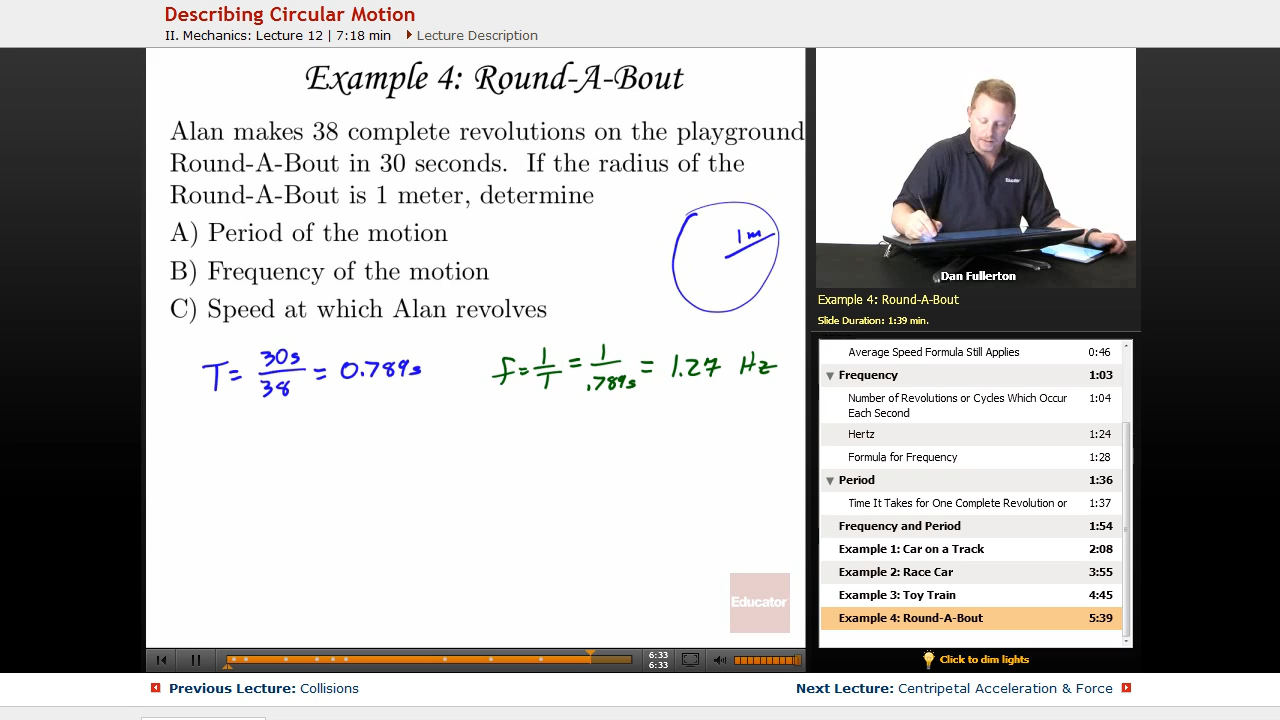 Describing Circular Motion
II. Mechanics: Lecture 12 | 7:18 min
Lecture Description
Example 4: Round-A-Bout
Alan makes 38 complete revolutions on the playground
Round-A-Bout in 30 seconds. If the radius of the
Round-A-Bout is 1 meter, determine
A) Period of the motion
B) Frequency of the motion
C) Speed at which Alan revolves
1m
T= 30s/38 = 0.789s
f= 1/T = 1/.789s = 1.27 Hz
Educator
6:33
6:33
Educator
Dan Fullerton
Example 4: Round-A-Bout
Slide Duration: 1:39 min.
Average Speed Formula Still Applies 0:46
Frequency 1:03
Number of Revolutions or Cycles Which Occur 1:04
Each Second
Hertz 1:24
Formula for Frequency 1:28
Period 1:36
Time It Takes for One Complete Revolution or 1:37
Frequency and Period 1:54
Example 1: Car on a Track 2:08
Example 2: Race Car 3:55
Example 3: Toy Train 4:45
Example 4: Round-A-Bout 5:39
Click to dim lights
Previous Lecture: Collisions
Next Lecture: Centripetal Acceleration & Force